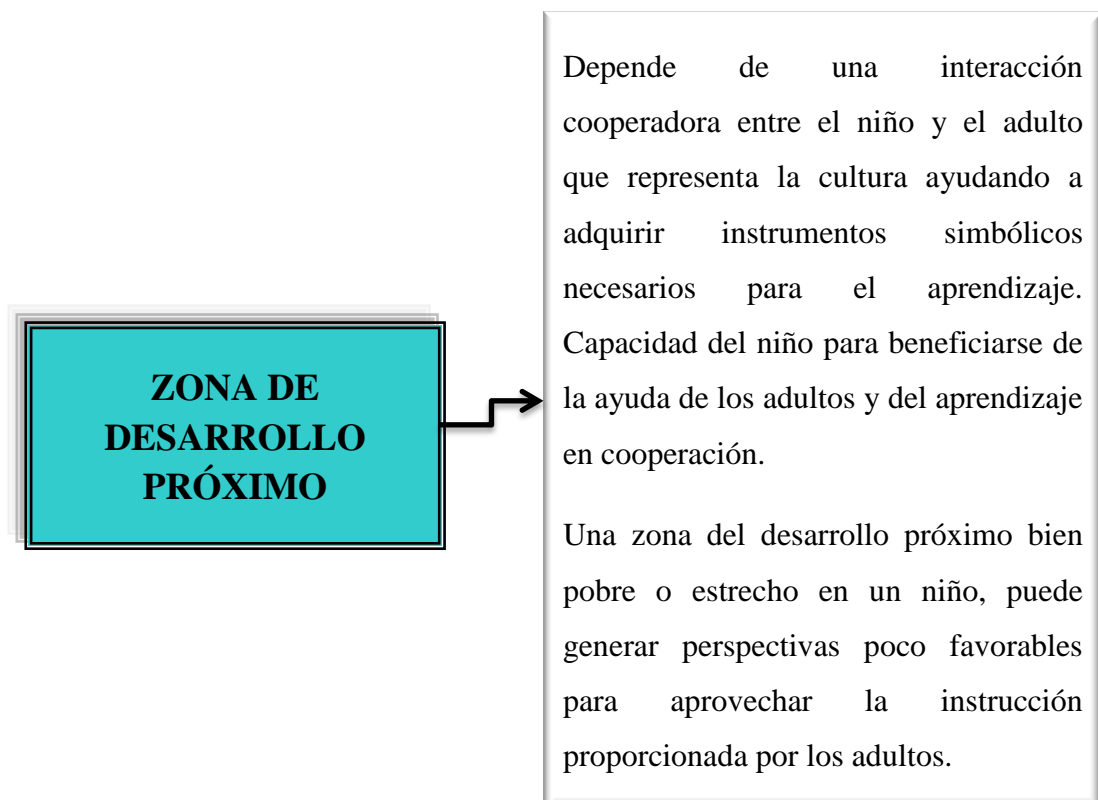 ZONA DE
DESARROLLO
PRÓXIMO
Depende de una interacción
cooperadora entre el niño y el adulto
que representa la cultura ayudando a
adquirir instrumentos simbólicos
necesarios para el aprendizaje.
Capacidad del niño para beneficiarse de
la ayuda de los adultos y del aprendizaje
en cooperación.
Una zona del desarrollo próximo bien
pobre o estrecho en un niño, puede
generar perspectivas poco favorables
para aprovechar la instrucción
proporcionada por los adultos.